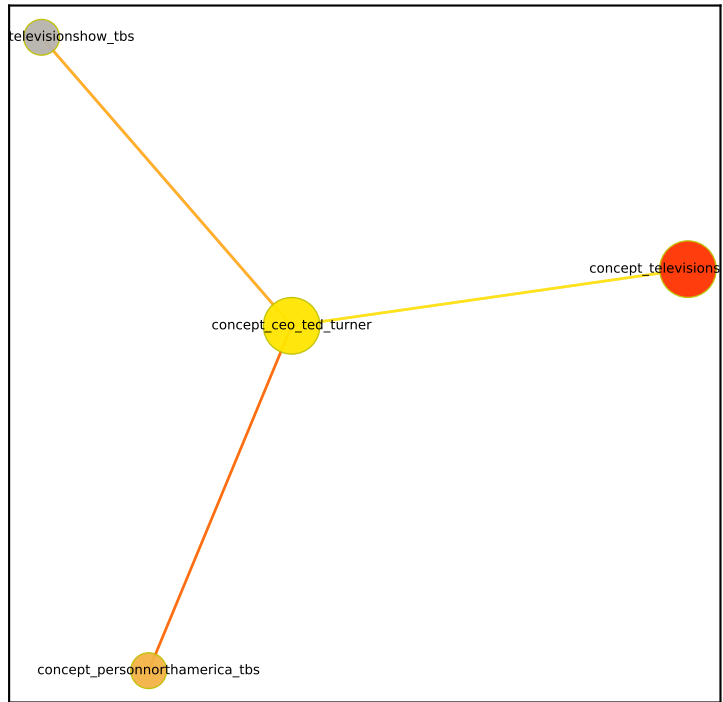 televisionshow_tbs
concept_televisions
concept_ceo_ted_turner
concept_personnorthamerica_tbs